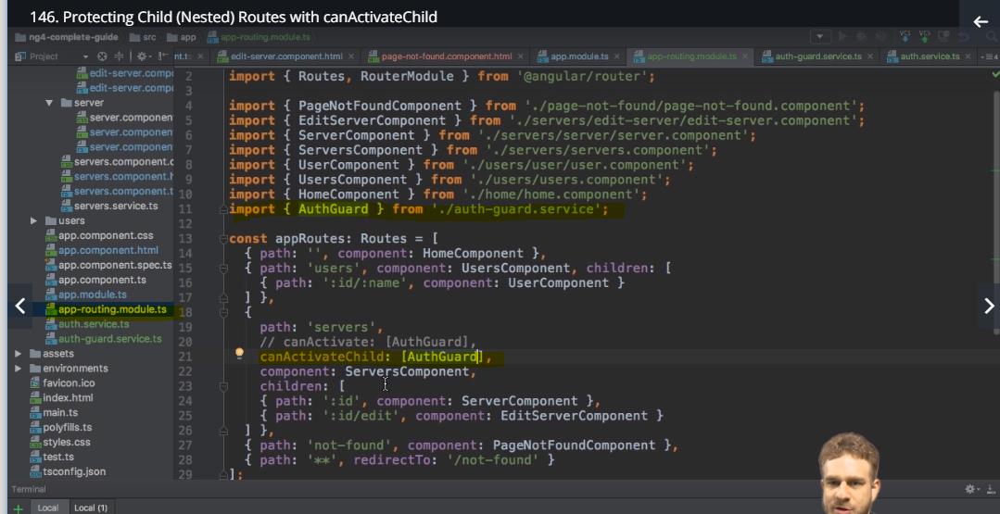 146. Protecting Child (Nested) Routes with canActivateChild
ng4-complete-guide src app app-routing.module.ts
Project nt.ts edit-server.component.html page-not-found.component.html app.module.ts app-routing.module.ts auth-guard.service.ts auth.service.ts
edit-server.compo
edit-server.compo
server
server.componen
server.componen
server.componen
servers.component.c
servers.component.h
servers.component.t
servers.service.ts
users
app.component.css
app.component.html
app.component.spec.ts
app.component.ts
app.module.ts
app-routing.module.ts
auth.service.ts
auth-guard.service.ts
assets
environments
favicon.ico
index.html
main.ts
polyfills.ts
styles.css
test.ts
tsconfig.json
2 import { Routes, RouterModule } from '@angular/router';
3
4 import { PageNotFoundComponent } from './page-not-found/page-not-found.component';
5 import { EditServerComponent } from './servers/edit-server/edit-server.component';
6 import { ServerComponent } from './servers/server/server.component';
7 import { ServersComponent } from './servers/servers.component';
8 import { UserComponent } from './users/user/user.component';
9 import { UsersComponent } from './users/users.component';
10 import { HomeComponent } from './home/home.component';
11 import { AuthGuard } from './auth-guard.service';
12
13 const appRoutes: Routes = [
14 { path: '', component: HomeComponent },
15 { path: 'users', component: UsersComponent, children: [
16 { path: ':id/:name', component: UserComponent }
17 ] },
18 {
19 path: 'servers',
20 // canActivate: [AuthGuard],
21 canActivateChild: [AuthGuard],
22 component: ServersComponent,
23 children: [
24 { path: ':id', component: ServerComponent },
25 { path: ':id/edit', component: EditServerComponent }
26 ] },
27 { path: 'not-found', component: PageNotFoundComponent },
28 { path: '**', redirectTo: '/not-found' }
29 ];
Terminal
Local Local (1)